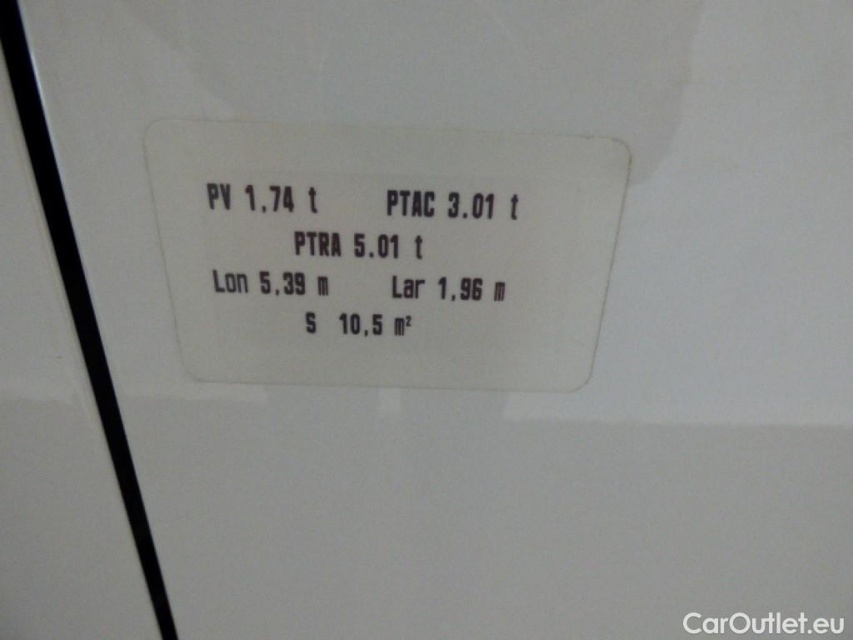 PV 1,74 t PTAC 3.01 t
PTRA 5.01 t
Lon 5,39 m Lar 1,96 m
S 10,5 m²
CarOutlet.eu